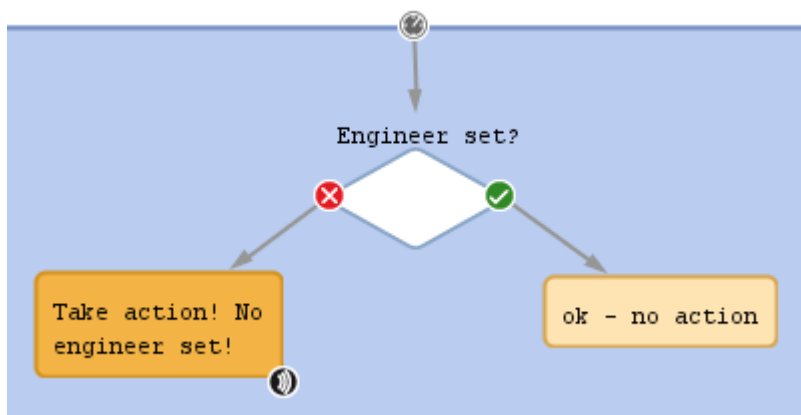 Engineer set?
Take action! No
engineer set!
ok - no action